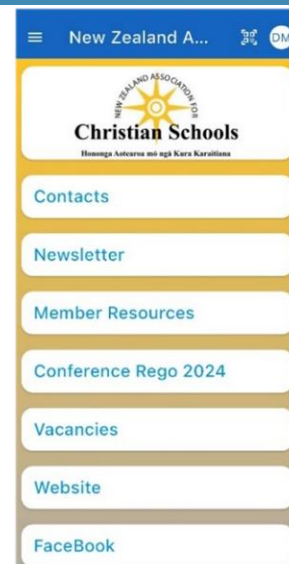 New Zealand A...
DM
NEW ZEALAND ASSOCIATION FOR
Christian Schools
Hononga Aotearoa mō ngā Kura Karaitiana
Contacts
Newsletter
Member Resources
Conference Rego 2024
Vacancies
Website
FaceBook